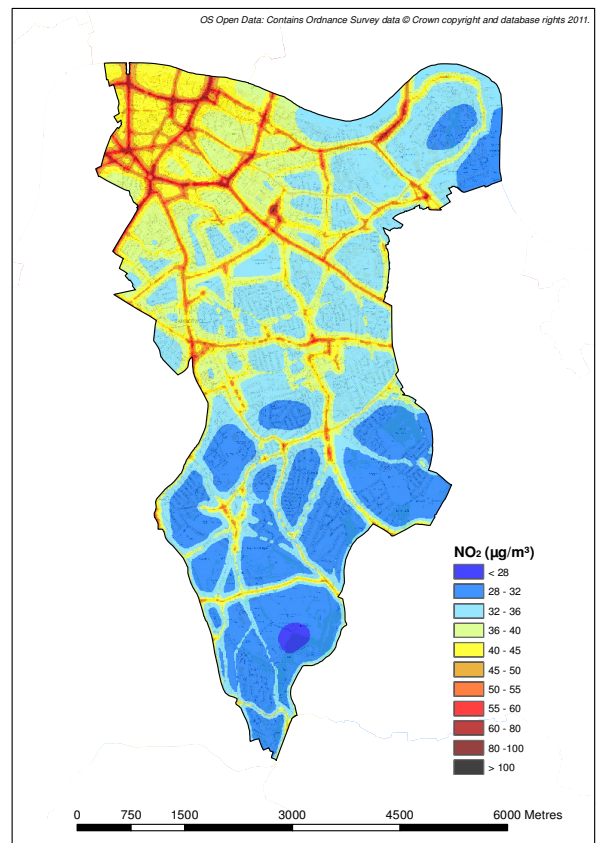 OS Open Data: Contains Ordnance Survey data © Crown copyright and database rights 2011.
NO₂ (µg/m³)
< 28
28 - 32
32 - 36
36 - 40
40 - 45
45 - 50
50 - 55
55 - 60
60 - 80
80 -100
> 100
0 750 1500 3000 4500 6000 Metres